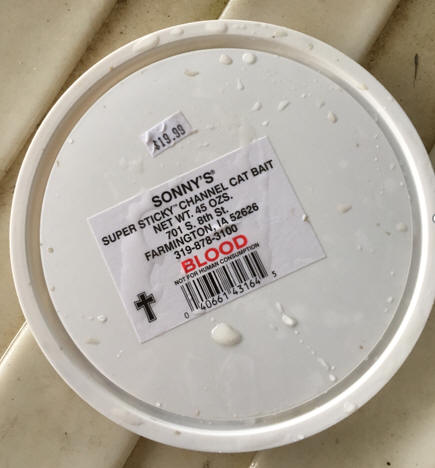 $19.99
SONNY'S®
SUPER STICKY™ CHANNEL CAT BAIT
NET WT. 45 OZS.
701 S. 8th St.
FARMINGTON, IA 52626
319-878-3100
BLOOD
NOT FOR HUMAN CONSUMPTION
0 40661 43164 5